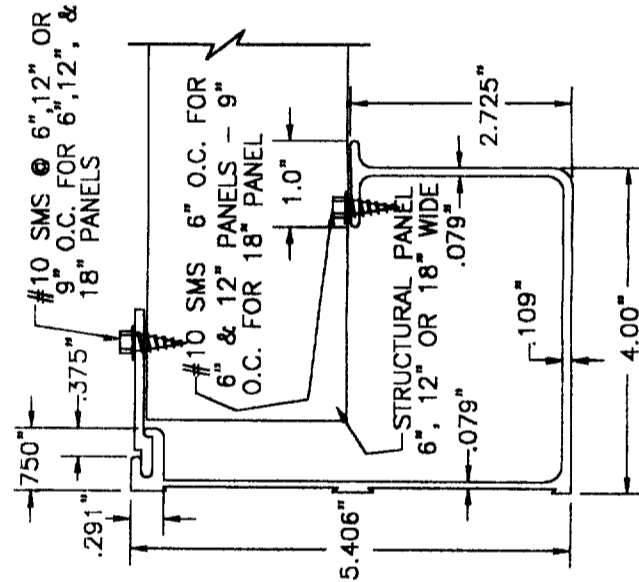 #10 SMS @ 6",12" OR
9" O.C. FOR 6",12", &
18" PANELS
.375"
.750"
.291"
#10 SMS 6" O.C. FOR
6" & 12" PANELS – 9"
O.C. FOR 18" PANEL
1.0"
STRUCTURAL PANEL
6", 12" OR 18" WIDE
.079"
.079"
.109"
2.725"
5.406"
4.00"